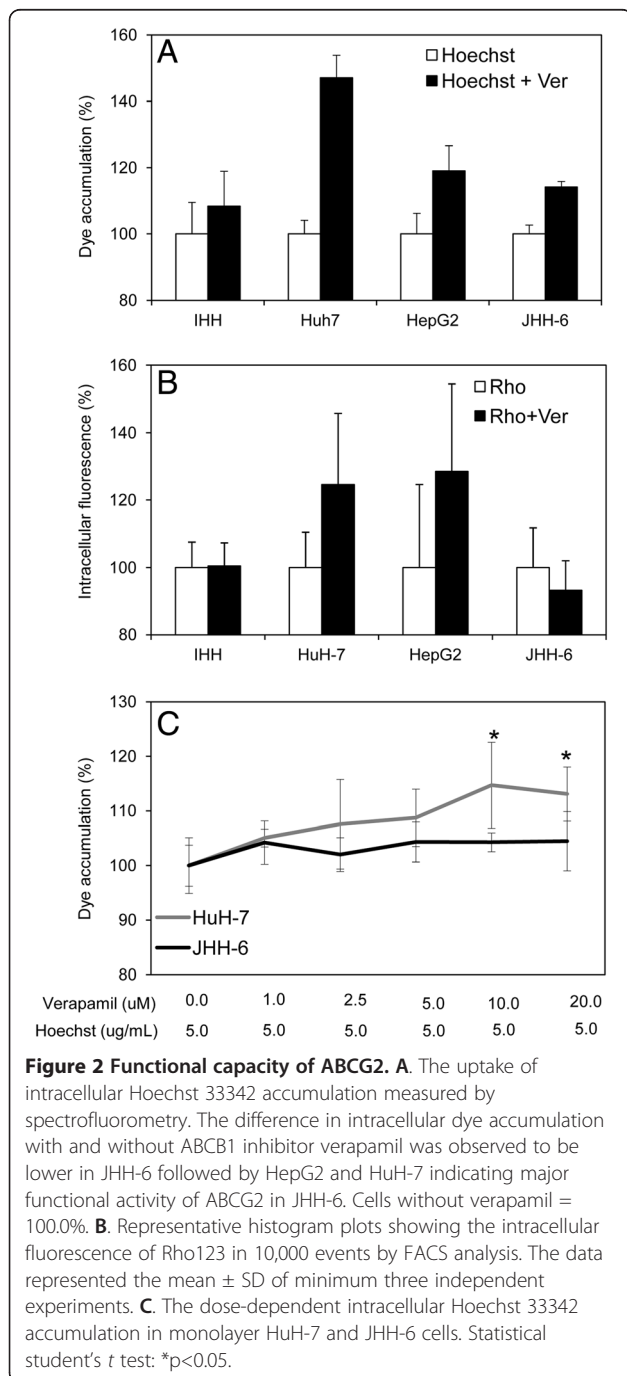 A
Hoechst
Hoechst + Ver
160
140
120
100
80
Dye accumulation (%)
IHH Huh7 HepG2 JHH-6
B
Rho
Rho+Ver
160
140
120
100
80
Intracellular fluorescence (%)
IHH HuH-7 HepG2 JHH-6
C
130
120
110
100
90
80
Dye accumulation (%)
* *
HuH-7
JHH-6
Verapamil (uM) 0.0 1.0 2.5 5.0 10.0 20.0
Hoechst (ug/mL) 5.0 5.0 5.0 5.0 5.0 5.0
Figure 2 Functional capacity of ABCG2. A. The uptake of
intracellular Hoechst 33342 accumulation measured by
spectrofluorometry. The difference in intracellular dye accumulation
with and without ABCB1 inhibitor verapamil was observed to be
lower in JHH-6 followed by HepG2 and HuH-7 indicating major
functional activity of ABCG2 in JHH-6. Cells without verapamil =
100.0%. B. Representative histogram plots showing the intracellular
fluorescence of Rho123 in 10,000 events by FACS analysis. The data
represented the mean ± SD of minimum three independent
experiments. C. The dose-dependent intracellular Hoechst 33342
accumulation in monolayer HuH-7 and JHH-6 cells. Statistical
student's t test: *p<0.05.